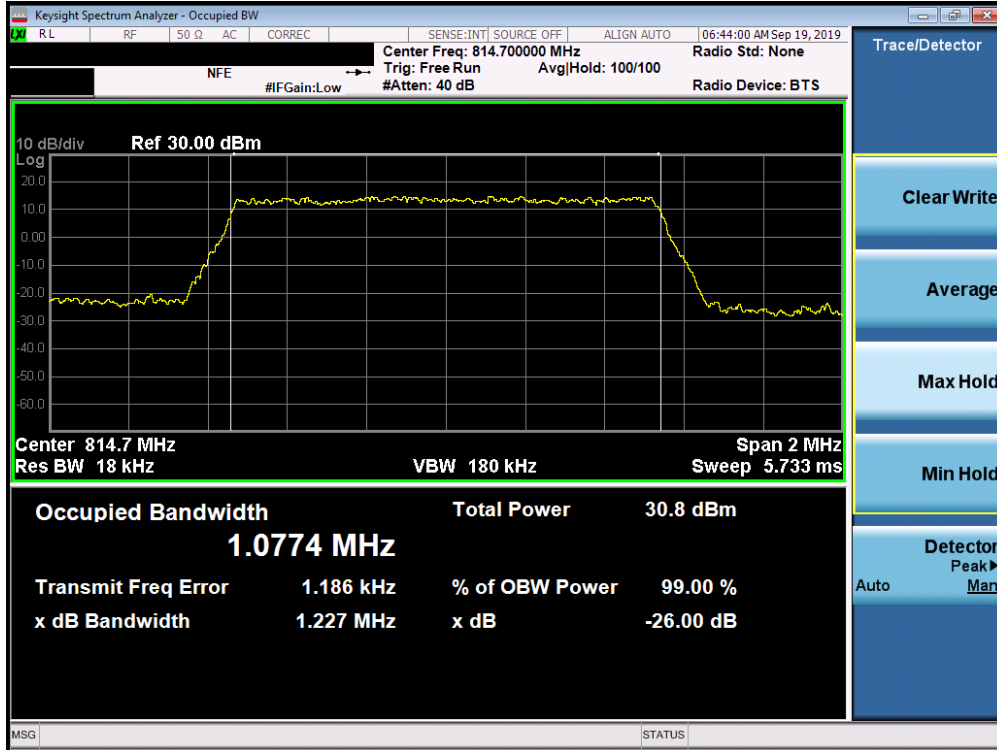 Keysight Spectrum Analyzer - Occupied BW
LXI RL RF 50 Ω AC CORREC SENSE:INT SOURCE OFF ALIGN AUTO 06:44:00 AM Sep 19, 2019
Center Freq: 814.700000 MHz Radio Std: None
NFE Trig: Free Run Avg|Hold: 100/100
#IFGain:Low #Atten: 40 dB Radio Device: BTS
10 dB/div Ref 30.00 dBm
Log
20.0
10.0
0.00
-10.0
-20.0
-30.0
-40.0
-50.0
-60.0
Center 814.7 MHz Span 2 MHz
Res BW 18 kHz VBW 180 kHz Sweep 5.733 ms
Occupied Bandwidth Total Power 30.8 dBm
1.0774 MHz
Transmit Freq Error 1.186 kHz % of OBW Power 99.00 %
x dB Bandwidth 1.227 MHz x dB -26.00 dB
MSG STATUS
Trace/Detector
Clear Write
Average
Max Hold
Min Hold
Detector
Peak▶
Auto Man